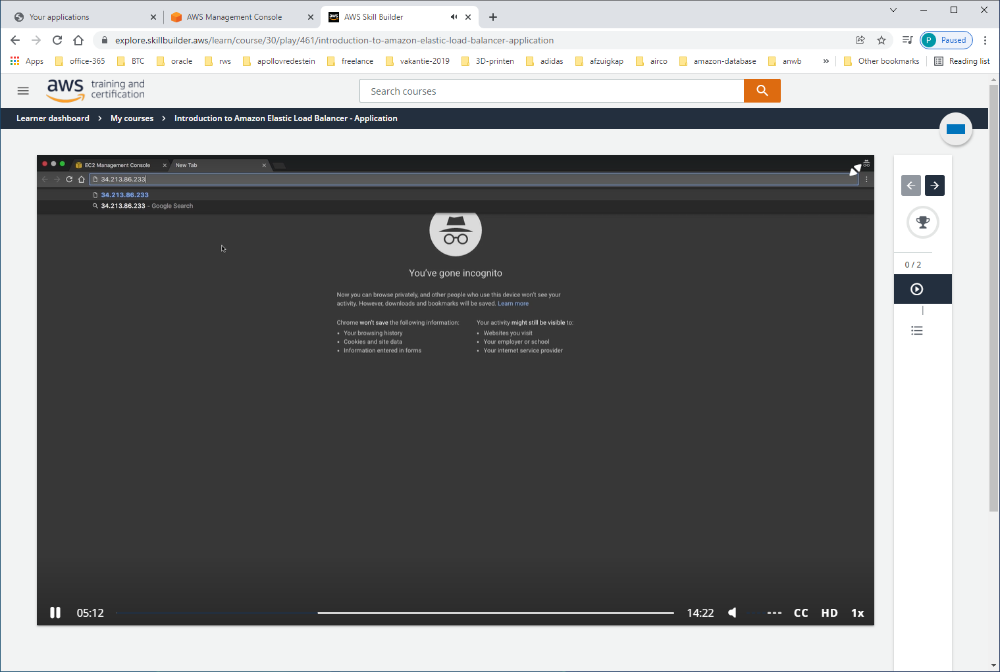 Your applications
AWS Management Console
aws AWS Skill Builder
explore.skillbuilder.aws/learn/course/30/play/461/introduction-to-amazon-elastic-load-balancer-application
P Paused
Apps office-365 BTC oracle rws apollovredestein freelance vakantie-2019 3D-printen adidas afzuigkap airco amazon-database anwb » Other bookmarks Reading list
aws training and
certification
Search courses
Learner dashboard > My courses > Introduction to Amazon Elastic Load Balancer - Application
EC2 Management Console New Tab
34.213.86.233
34.213.86.233
34.213.86.233 - Google Search
You've gone incognito
Now you can browse privately, and other people who use this device won't see your
activity. However, downloads and bookmarks will be saved. Learn more
Chrome won't save the following information:
• Your browsing history
• Cookies and site data
• Information entered in forms
Your activity might still be visible to:
• Websites you visit
• Your employer or school
• Your internet service provider
0 / 2
05:12 14:22 CC HD 1x